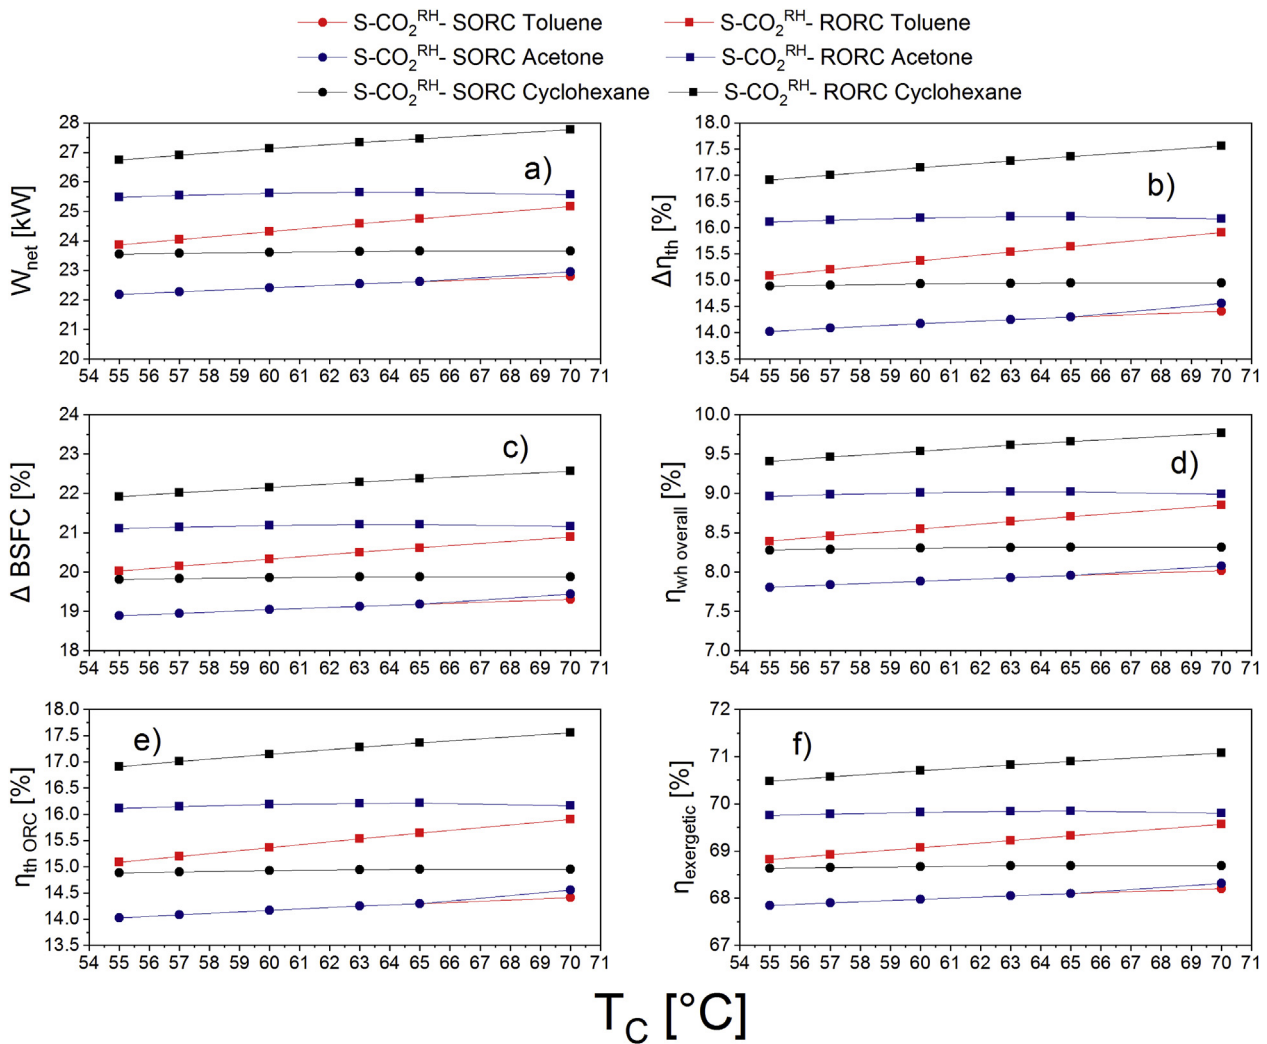 S-CO₂ᴿᴴ- SORC Toluene S-CO₂ᴿᴴ- RORC Toluene
S-CO₂ᴿᴴ- SORC Acetone S-CO₂ᴿᴴ- RORC Acetone
S-CO₂ᴿᴴ- SORC Cyclohexane S-CO₂ᴿᴴ- RORC Cyclohexane
a)
W_net [kW]
28
27
26
25
24
23
22
21
20
54 55 56 57 58 59 60 61 62 63 64 65 66 67 68 69 70 71
b)
Δη_th [%]
18.0
17.5
17.0
16.5
16.0
15.5
15.0
14.5
14.0
13.5
54 55 56 57 58 59 60 61 62 63 64 65 66 67 68 69 70 71
c)
Δ BSFC [%]
24
23
22
21
20
19
18
54 55 56 57 58 59 60 61 62 63 64 65 66 67 68 69 70 71
d)
η_wh overall [%]
10.0
9.5
9.0
8.5
8.0
7.5
7.0
54 55 56 57 58 59 60 61 62 63 64 65 66 67 68 69 70 71
e)
η_tth ORC [%]
18.0
17.5
17.0
16.5
16.0
15.5
15.0
14.5
14.0
13.5
54 55 56 57 58 59 60 61 62 63 64 65 66 67 68 69 70 71
f)
η_exergetic [%]
72
71
70
69
68
67
54 55 56 57 58 59 60 61 62 63 64 65 66 67 68 69 70 71
T_C [°C]